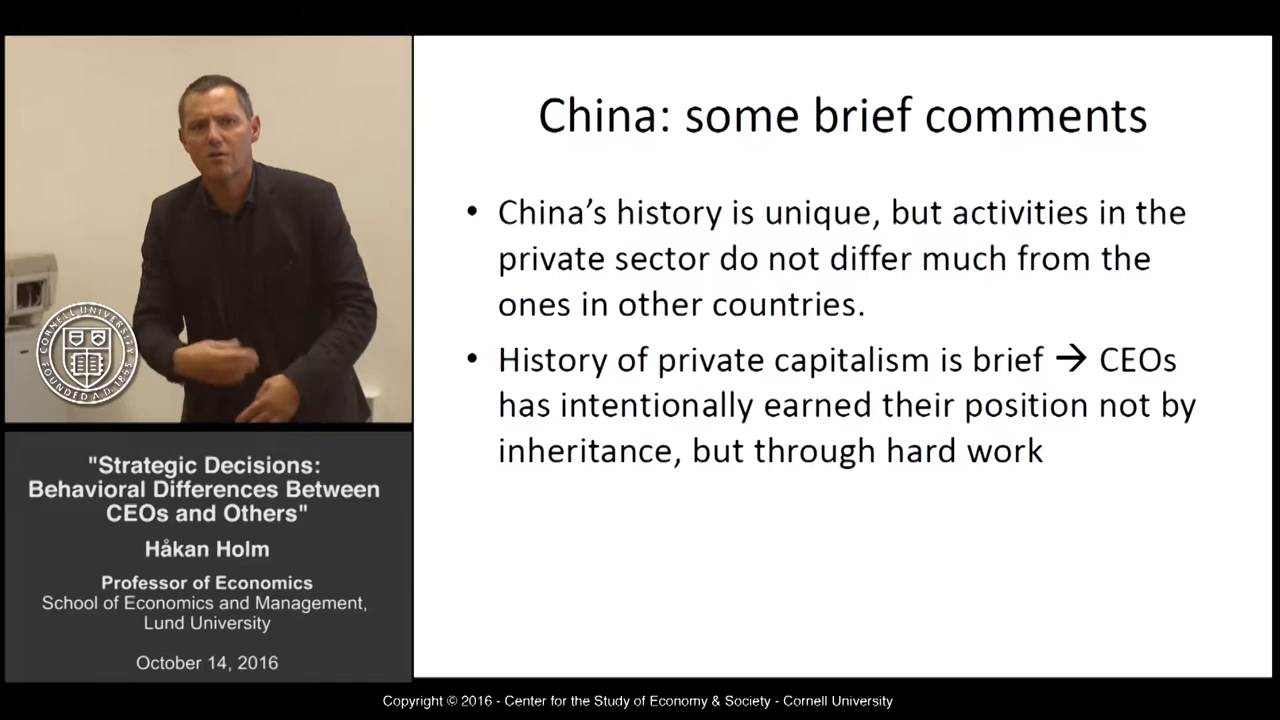 China: some brief comments
• China’s history is unique, but activities in the
private sector do not differ much from the
ones in other countries.
• History of private capitalism is brief → CEOs
has intentionally earned their position not by
inheritance, but through hard work
CORNELL UNIVERSITY
FOUNDED A.D. 1865
"Strategic Decisions:
Behavioral Differences Between
CEOs and Others"
Håkan Holm
Professor of Economics
School of Economics and Management,
Lund University
October 14, 2016
Copyright © 2016 - Center for the Study of Economy & Society - Cornell University